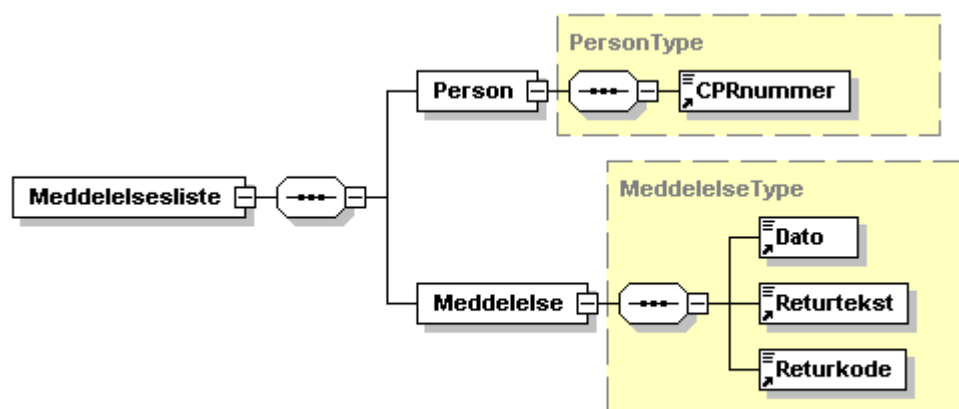 PersonType
Person
CPRnummer
Meddelelsesliste
MeddelelseType
Dato
Meddelelse
Returtekst
Returkode